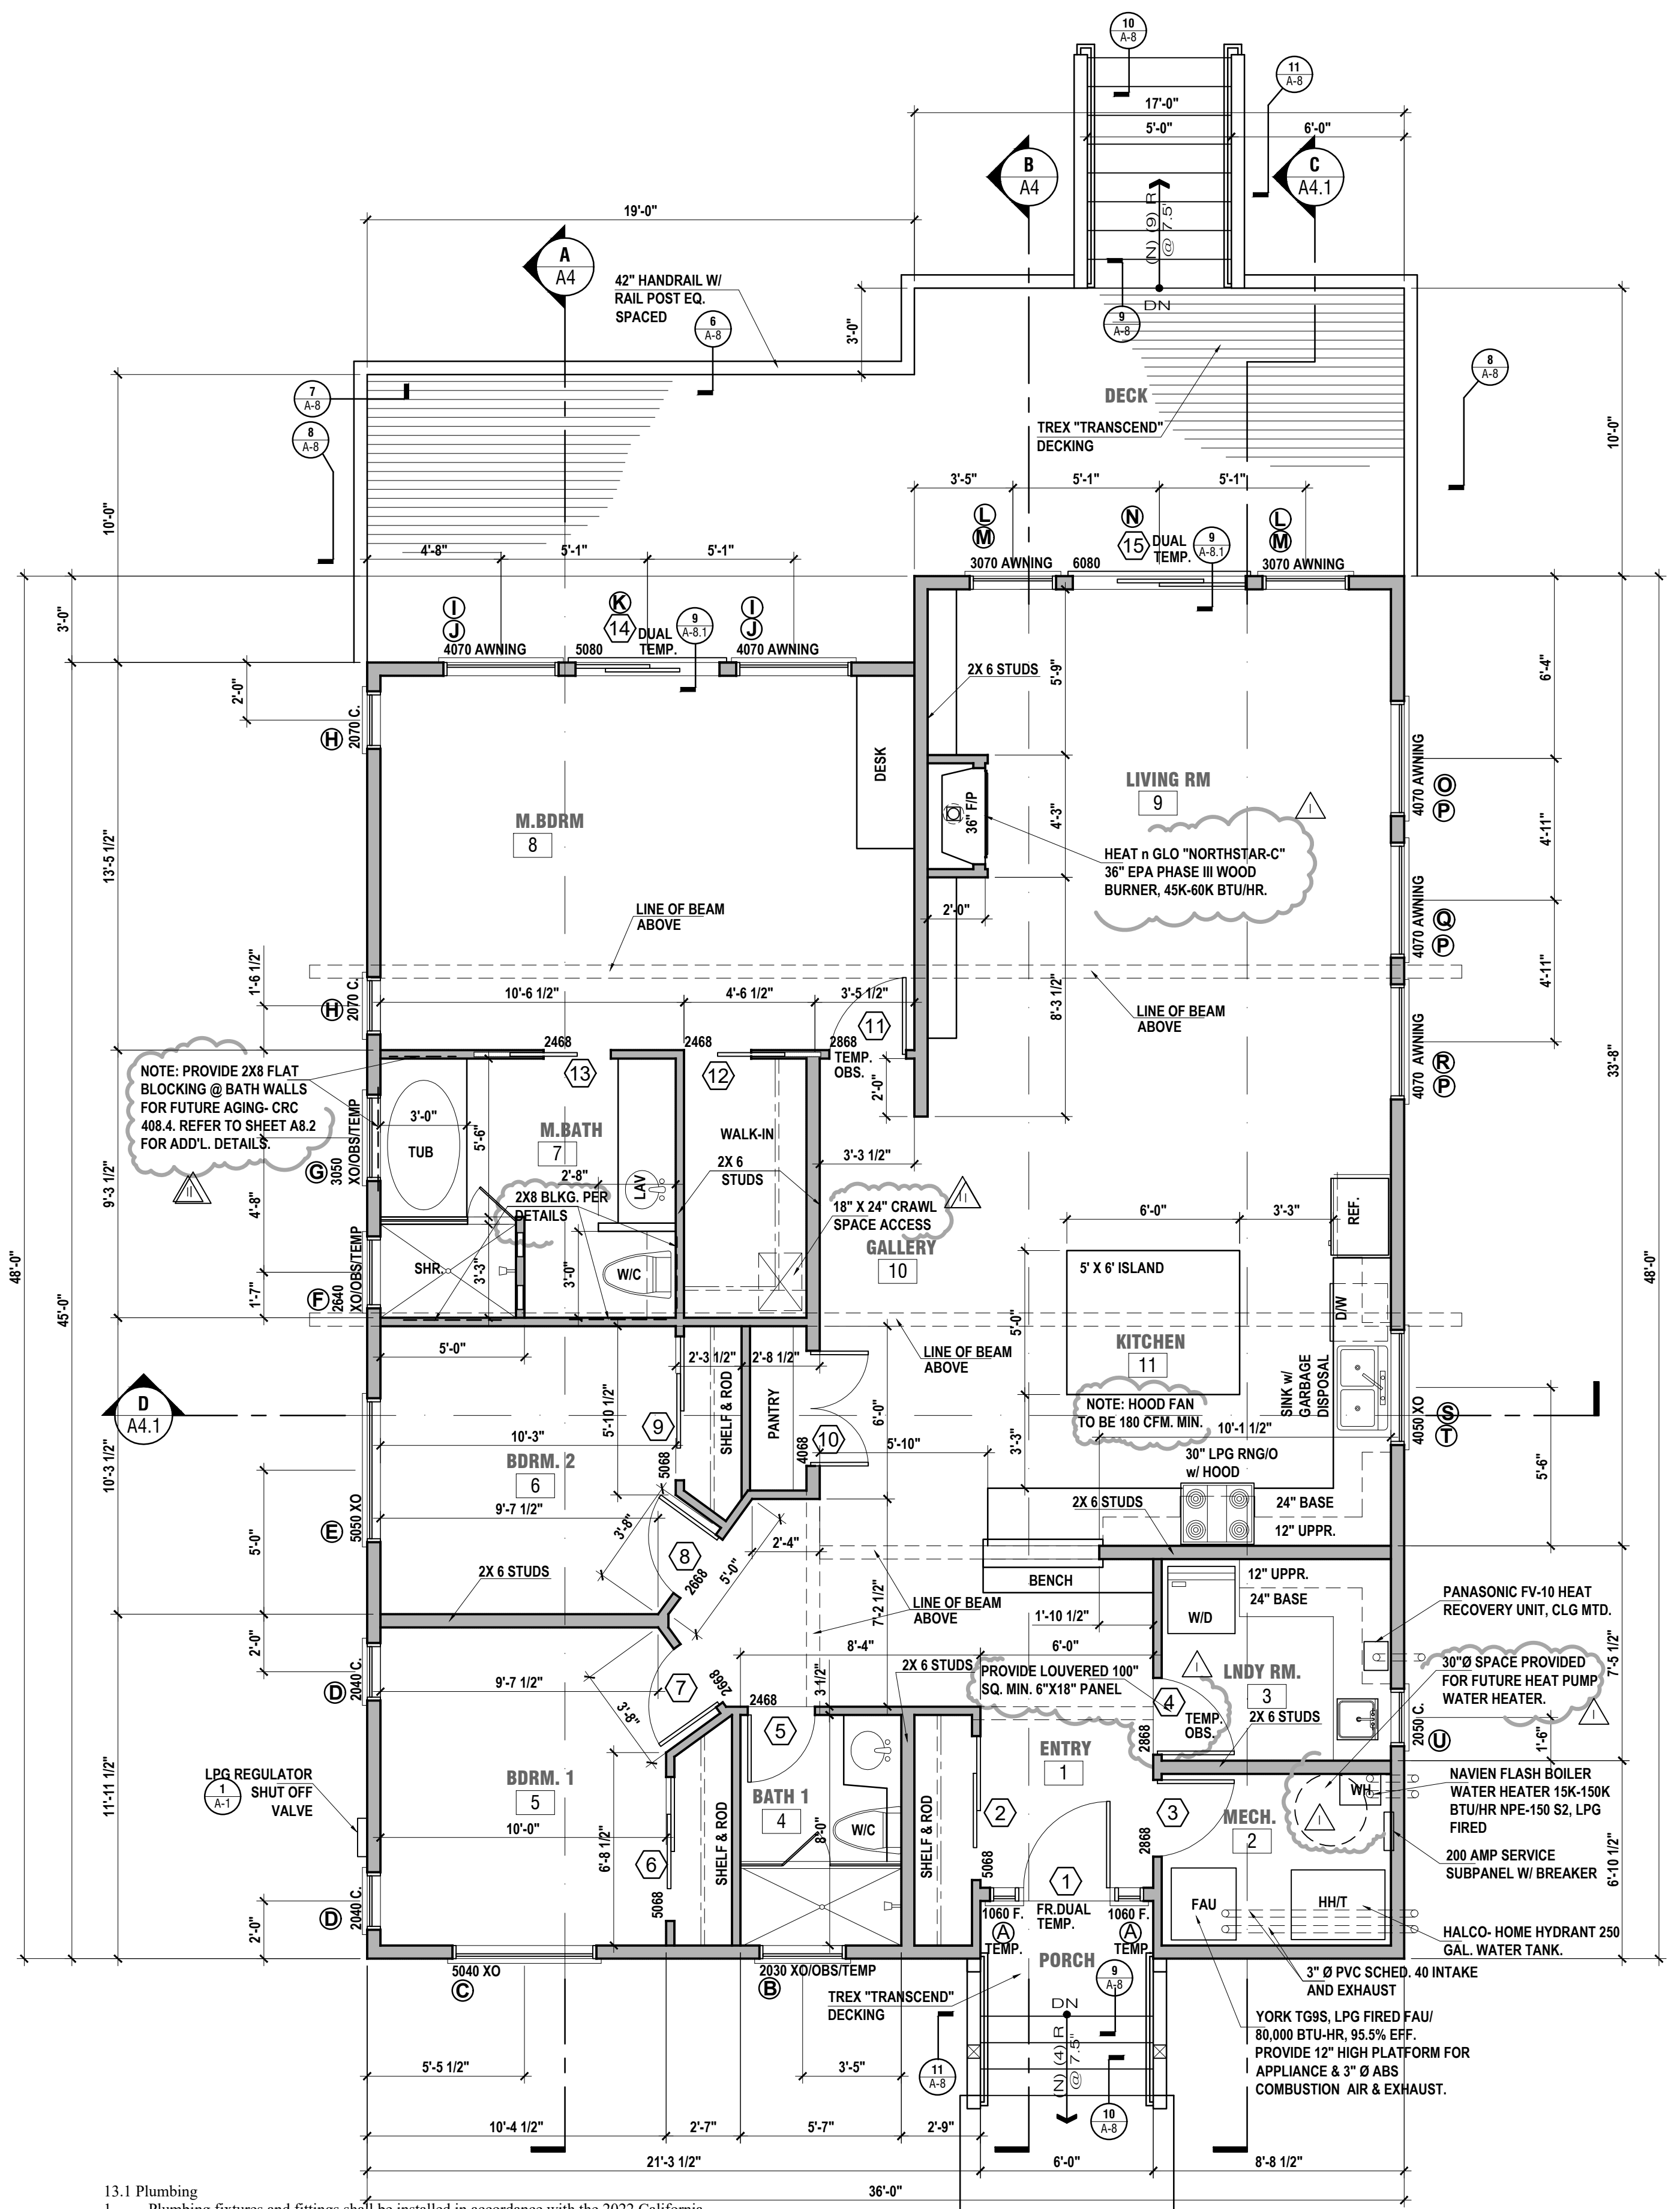 10
A-8
11
A-8
17'-0"
5'-0"
6'-0"
B
A4
C
A4.1
19'-0"
(N) (9) R
@ 7.5"
A
A4
42" HANDRAIL W/
RAIL POST EQ.
SPACED
6
A-8
3'-0"
DN
9
A-8
8
A-8
7
A-8
8
A-8
DECK
TREX "TRANSCEND"
DECKING
10'-0"
10'-0"
3'-5"
5'-1"
5'-1"
4'-8"
5'-1"
5'-1"
L
M
N
15
DUAL
TEMP.
9
A-8.1
L
M
3070 AWNING
6080
3070 AWNING
3'-0"
I
J
K
14
DUAL
TEMP.
9
A-8.1
I
J
4070 AWNING
5080
4070 AWNING
2X 6 STUDS
5'-9"
6'-4"
2'-0"
H
2070 C.
DESK
M.BDRM
8
LIVING RM
9
I
4070 AWNING
O
P
36" F/P
4'-3"
4'-11"
HEAT n GLO "NORTHSTAR-C"
36" EPA PHASE III WOOD
BURNER, 45K-60K BTU/HR.
13'-5 1/2"
LINE OF BEAM
ABOVE
2'-0"
4070 AWNING
Q
P
4'-11"
1'-6 1/2"
H
2070 C.
10'-6 1/2"
4'-6 1/2"
3'-5 1/2"
11
8'-3 1/2"
LINE OF BEAM
ABOVE
4070 AWNING
R
P
33'-8"
2468
2468
2868
TEMP.
OBS.
13
12
2'-0"
NOTE: PROVIDE 2X8 FLAT
BLOCKING @ BATH WALLS
FOR FUTURE AGING- CRC
408.4. REFER TO SHEET A8.2
FOR ADD'L. DETAILS.
II
G
3050
XO/OBS/TEMP
3'-0"
TUB
5'-6"
M.BATH
7
2'-8"
LAV
WALK-IN
2X 6
STUDS
3'-3 1/2"
2X8 BLKG. PER
DETAILS
18" X 24" CRAWL
SPACE ACCESS
I
GALLERY
10
6'-0"
3'-3"
REF.
9'-3 1/2"
4'-8"
1'-7"
F
2640
XO/OBS/TEMP
SHR.
3'-3"
3'-0"
W/C
5' X 6' ISLAND
D/W
48'-0"
45'-0"
48'-0"
5'-0"
2'-3 1/2"
2'-8 1/2"
LINE OF BEAM
ABOVE
5'-0"
KITCHEN
11
SINK w/
GARBAGE
DISPOSAL
D
A4.1
5'-10 1/2"
SHELF & ROD
PANTRY
6'-0"
NOTE: HOOD FAN
TO BE 180 CFM. MIN.
4050 XO
S
T
10'-3"
9
5068
10
4068
5'-10"
10'-1 1/2"
3'-3"
30" LPG RNG/O
w/ HOOD
BDRM. 2
6
10'-3 1/2"
5'-6"
E
5050 XO
9'-7 1/2"
3'-8"
8
2668
5'-0"
2'-4"
2X 6 STUDS
24" BASE
12" UPPR.
5'-0"
2X 6 STUDS
BENCH
LINE OF BEAM
ABOVE
7'-2 1/2"
1'-10 1/2"
12" UPPR.
24" BASE
W/D
PANASONIC FV-10 HEAT
RECOVERY UNIT, CLG MTD.
2'-0"
8'-4"
6'-0"
2X 6 STUDS
PROVIDE LOUVERED 100"
SQ. MIN. 6"X18" PANEL
I
LNDY RM.
3
30"Ø SPACE PROVIDED
FOR FUTURE HEAT PUMP
WATER HEATER.
I
7'-5 1/2"
D
2040 C.
9'-7 1/2"
7
2668
3'-8"
2468
3 1/2"
5
4
TEMP.
OBS.
2868
2X 6 STUDS
2050 C.
U
1'-6"
11'-11 1/2"
LPG REGULATOR
SHUT OFF
VALVE
1
A-1
BDRM. 1
5
10'-0"
6'-8 1/2"
6
5068
SHELF & ROD
BATH 1
4
8'-0"
W/C
SHELF & ROD
ENTRY
1
2
5068
3
2868
WH
MECH.
2
I
NAVIEN FLASH BOILER
WATER HEATER 15K-150K
BTU/HR NPE-150 S2, LPG
FIRED
200 AMP SERVICE
SUBPANEL W/ BREAKER
6'-10 1/2"
D
2040 C.
2'-0"
1
1060 F.
A
TEMP.
FR.DUAL
TEMP.
1060 F.
A
TEMP.
FAU
HH/T
HALCO- HOME HYDRANT 250
GAL. WATER TANK.
5040 XO
C
2030 XO/OBS/TEMP
B
PORCH
9
A-8
TREX "TRANSCEND"
DECKING
DN
3" Ø PVC SCHED. 40 INTAKE
AND EXHAUST
YORK TG9S, LPG FIRED FAU/
80,000 BTU-HR, 95.5% EFF.
PROVIDE 12" HIGH PLATFORM FOR
APPLIANCE & 3" Ø ABS
COMBUSTION AIR & EXHAUST.
(N) (4) R
@ 7.5"
5'-5 1/2"
3'-5"
11
A-8
10
A-8
10'-4 1/2"
2'-7"
5'-7"
2'-9"
21'-3 1/2"
6'-0"
8'-8 1/2"
13.1 Plumbing
36'-0"
1. Plumbing fixtures and fittings shall be installed in accordance with the 2022 California